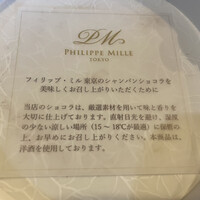 PM
PHILIPPE MILLE
TOKYO
フィリップ・ミル 東京のシャンパンショコラを
美味しくお召し上がりいただくために
当店のショコラは、厳選素材を用いて味と香りを
大切に仕上げております。直射日光を避け、湿度
の少ない涼しい場所（15～18℃が最適）に保管の
上、お早めにお召し上がりください。本商品は、
洋酒を使用しております。